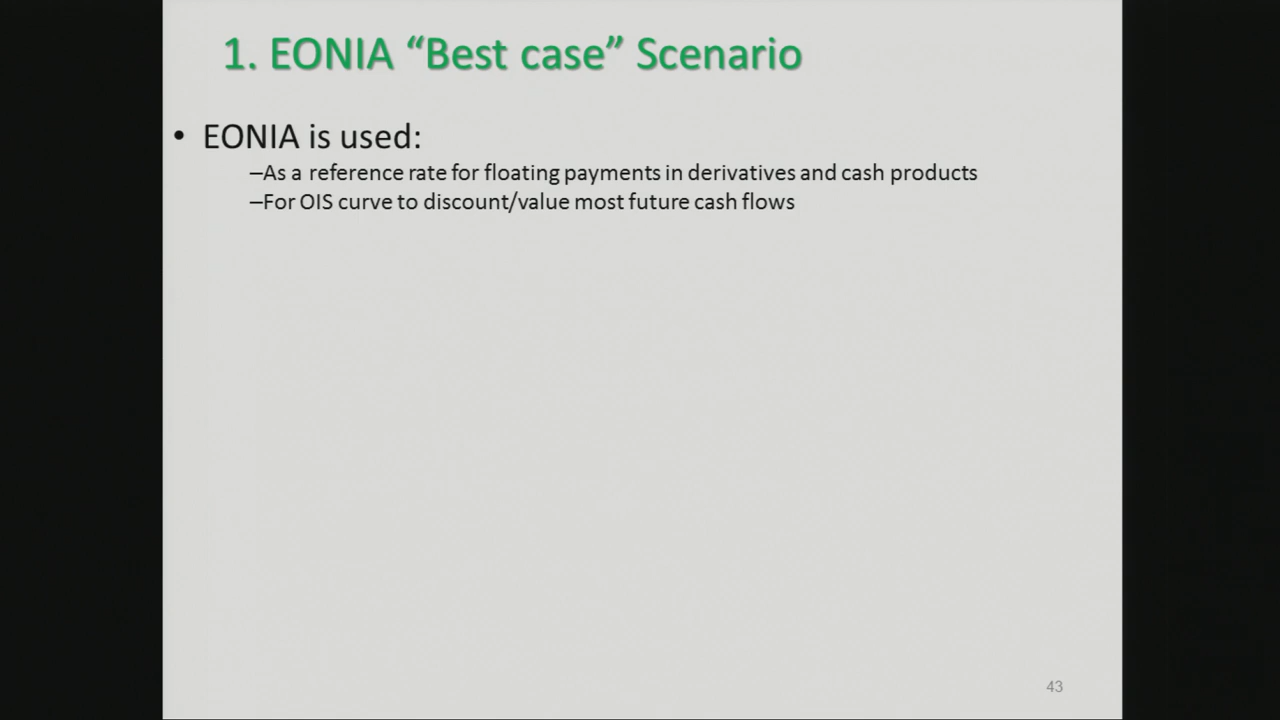 1. EONIA “Best case” Scenario
• EONIA is used:
–As a reference rate for floating payments in derivatives and cash products
–For OIS curve to discount/value most future cash flows
43